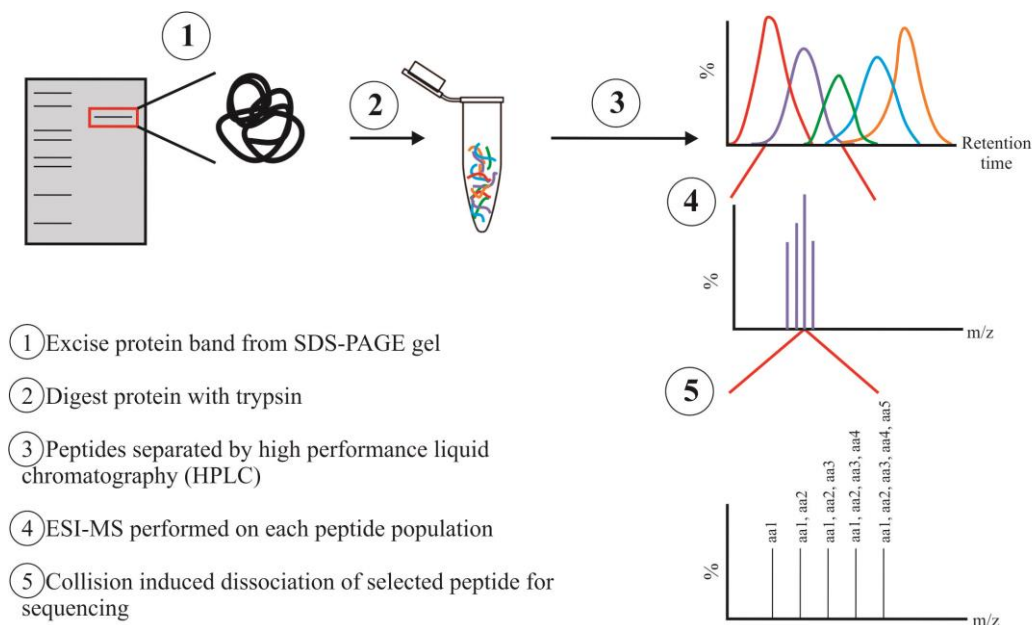 1
2
3
%
Retention
time
4
%
m/z
5
aa1
aa1, aa2
aa1, aa2, aa3
aa1, aa2, aa3, aa4
aa1, aa2, aa3, aa4, aa5
%
m/z
1 Excise protein band from SDS-PAGE gel
2 Digest protein with trypsin
3 Peptides separated by high performance liquid
chromatography (HPLC)
4 ESI-MS performed on each peptide population
5 Collision induced dissociation of selected peptide for
sequencing